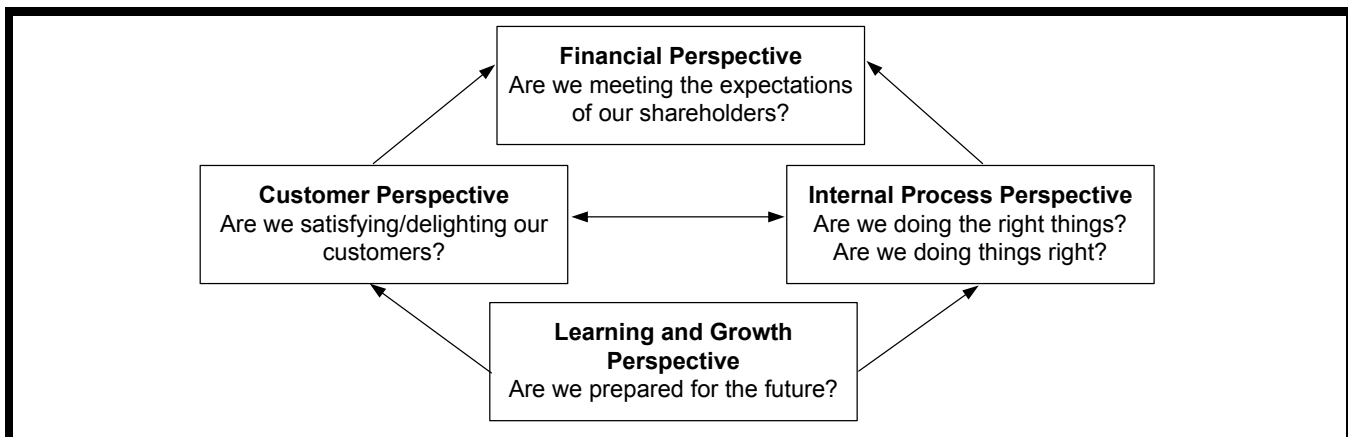 Financial Perspective
Are we meeting the expectations
of our shareholders?
Customer Perspective
Are we satisfying/delighting our
customers?
Internal Process Perspective
Are we doing the right things?
Are we doing things right?
Learning and Growth
Perspective
Are we prepared for the future?